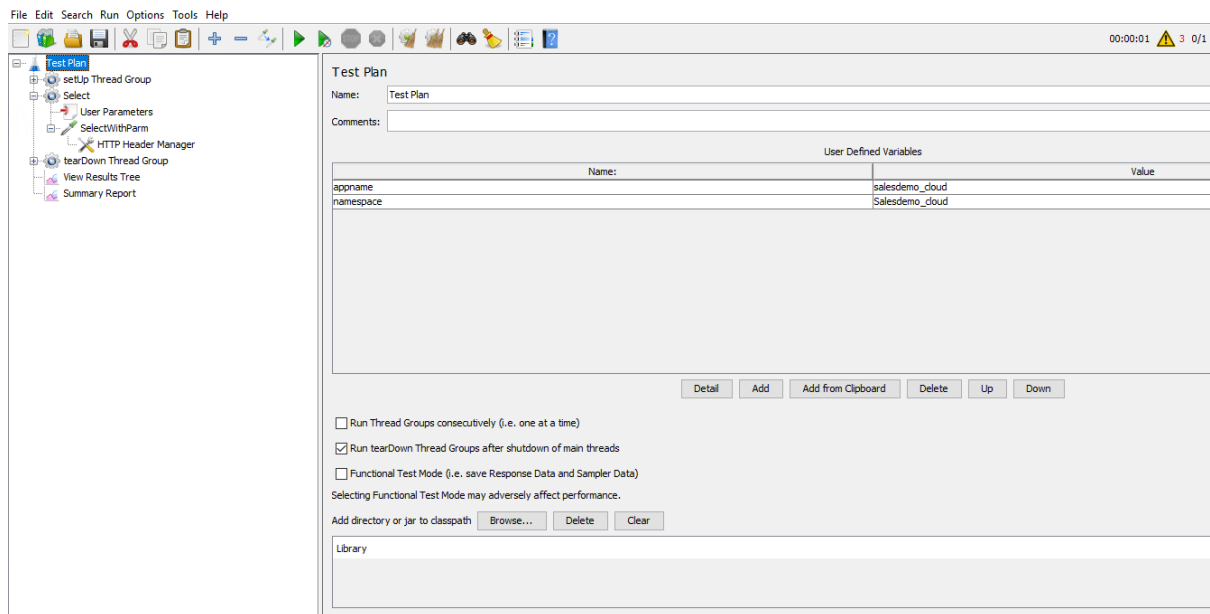 File Edit Search Run Options Tools Help
00:00:01 3 0/1
Test Plan
setUp Thread Group
Select
User Parameters
SelectWithParm
HTTP Header Manager
tearDown Thread Group
View Results Tree
Summary Report
Test Plan
Name: Test Plan
Comments:
User Defined Variables
Name: Value
appname salesdemo_cloud
namespace Salesdemo_cloud
Detail Add Add from Clipboard Delete Up Down
Run Thread Groups consecutively (i.e. one at a time)
Run tearDown Thread Groups after shutdown of main threads
Functional Test Mode (i.e. save Response Data and Sampler Data)
Selecting Functional Test Mode may adversely affect performance.
Add directory or jar to classpath Browse... Delete Clear
Library